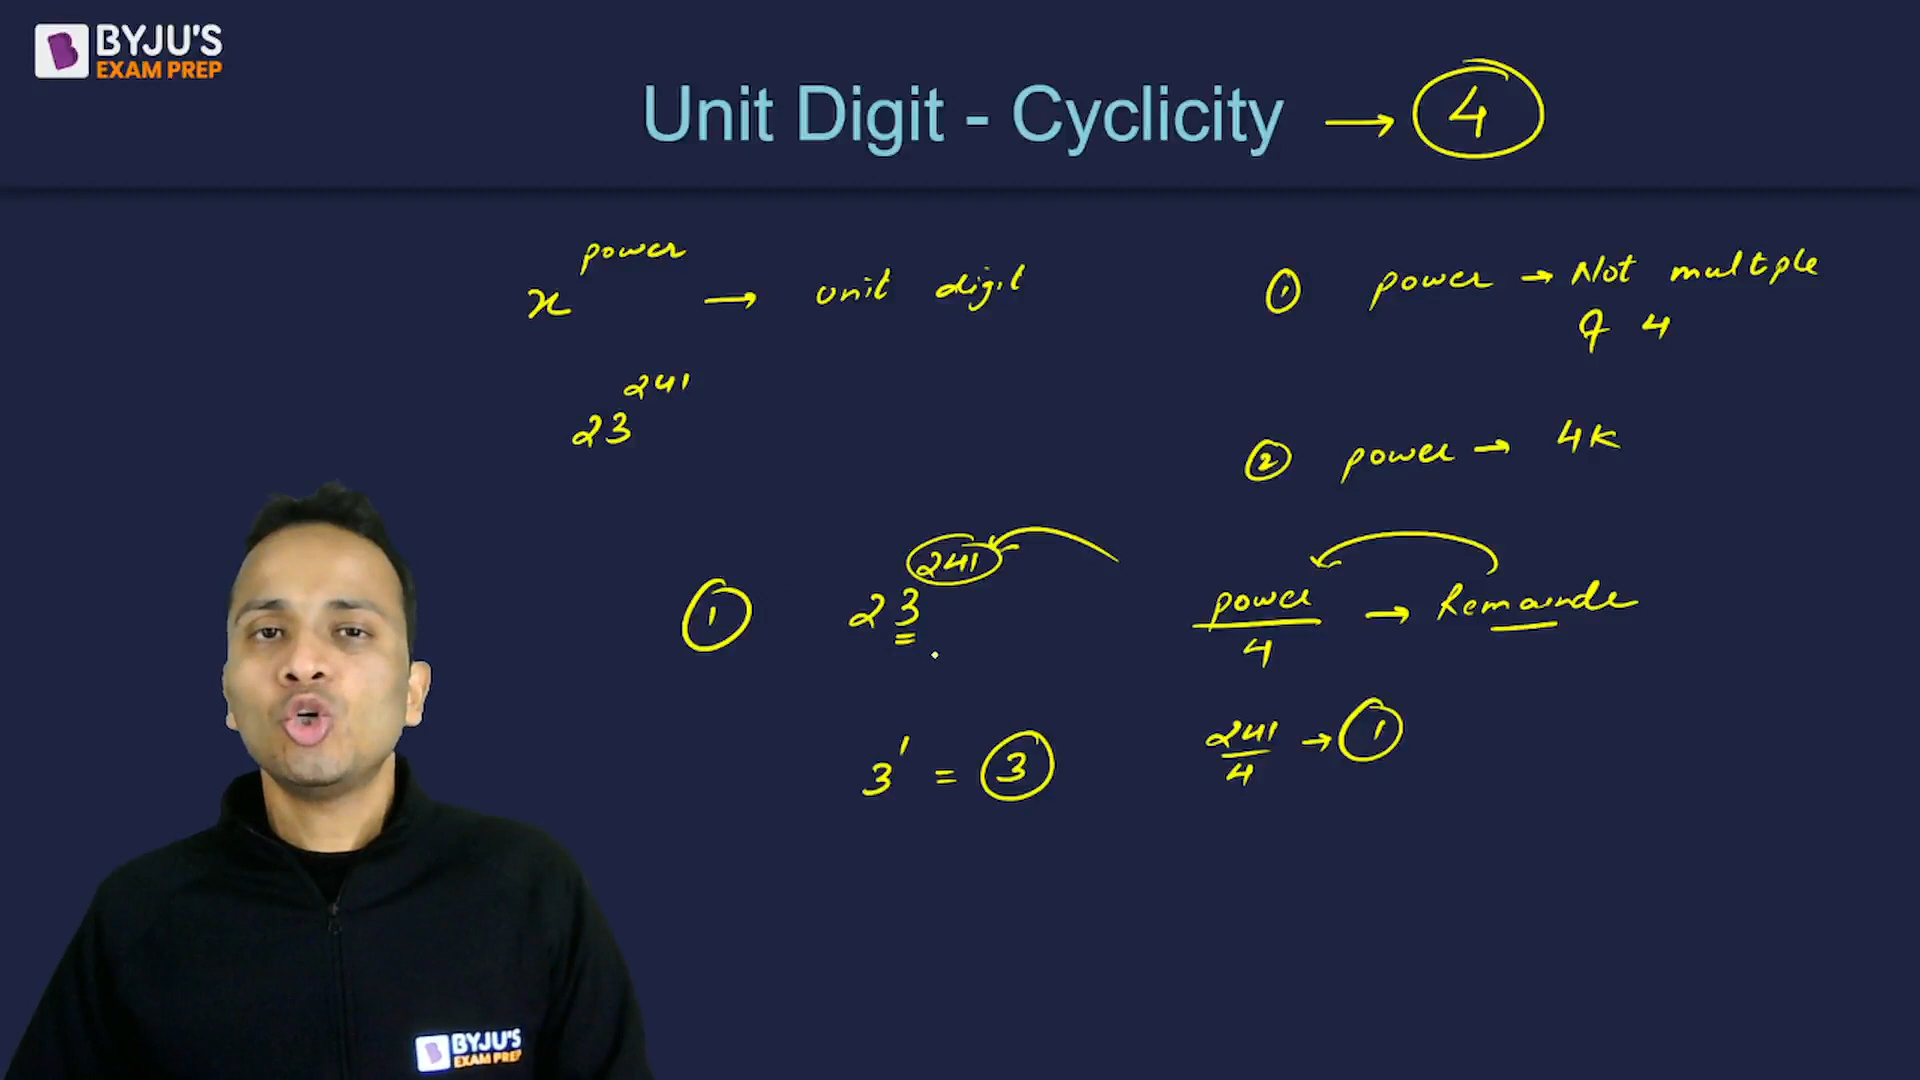 BYJU'S
EXAM PREP
Unit Digit - Cyclicity → 4
x^power → unit digit
① power → Not multiple
of 4
23^241
② power → 4K
① 23^241
power/4 → Remainde
3^1 = 3
241/4 → 1
BYJU'S
EXAM PREP